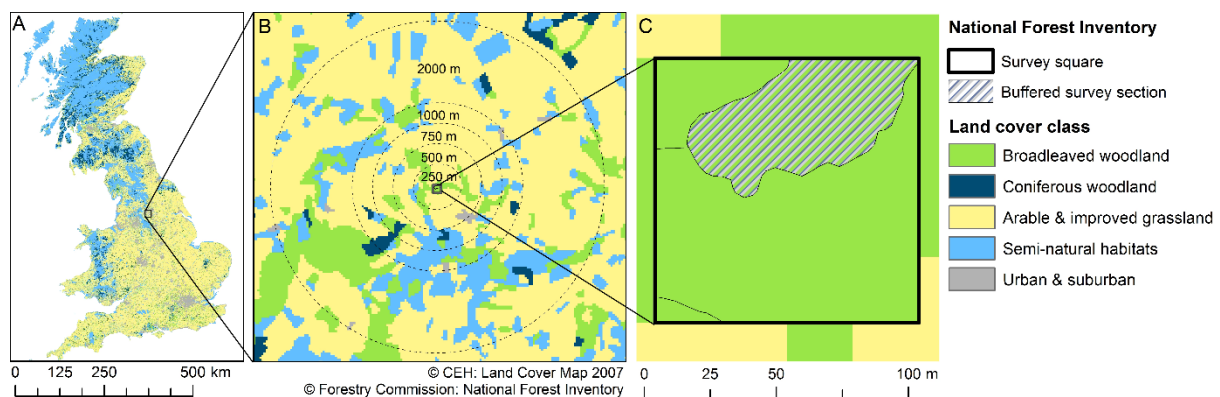 A
B
C
2000 m
1000 m
750 m
500 m
250 m
National Forest Inventory
Survey square
Buffered survey section
Land cover class
Broadleaved woodland
Coniferous woodland
Arable & improved grassland
Semi-natural habitats
Urban & suburban
0 125 250 500 km
© CEH: Land Cover Map 2007
© Forestry Commission: National Forest Inventory
0 25 50 100 m